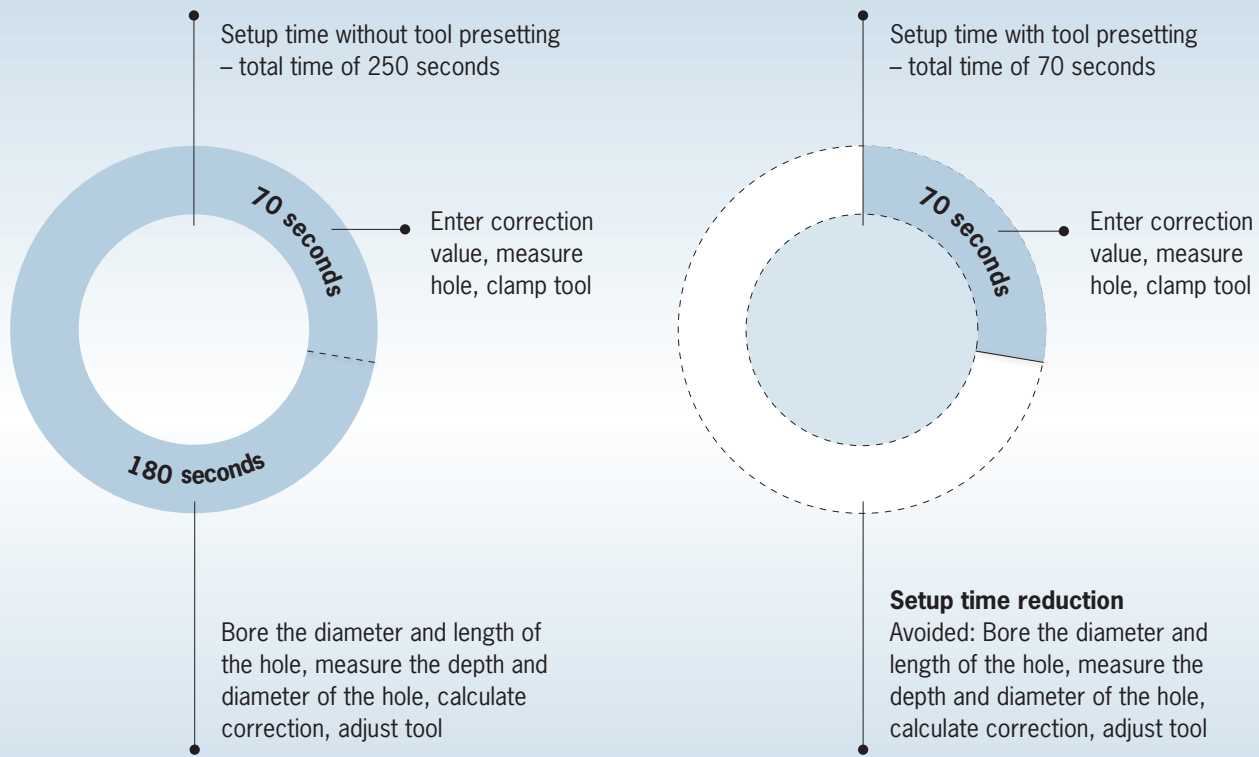 Setup time without tool presetting
– total time of 250 seconds
70 seconds
Enter correction
value, measure
hole, clamp tool
180 seconds
Bore the diameter and length of
the hole, measure the depth and
diameter of the hole, calculate
correction, adjust tool
Setup time with tool presetting
– total time of 70 seconds
70 seconds
Enter correction
value, measure
hole, clamp tool
Setup time reduction
Avoided: Bore the diameter and
length of the hole, measure the
depth and diameter of the hole,
calculate correction, adjust tool